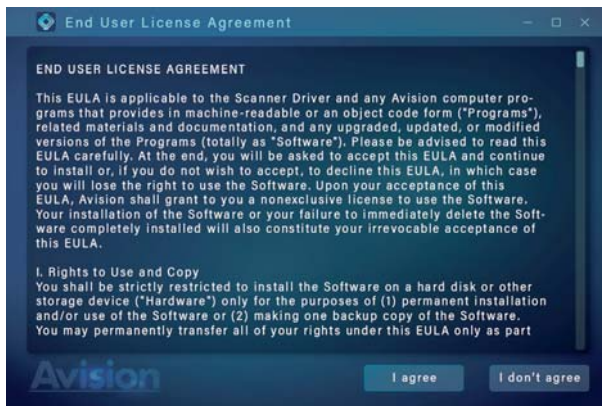 End User License Agreement
END USER LICENSE AGREEMENT
This EULA is applicable to the Scanner Driver and any Avision computer pro-
grams that provides in machine-readable or an object code form ("Programs"),
related materials and documentation, and any upgraded, updated, or modified
versions of the Programs (totally as "Software"). Please be advised to read this
EULA carefully. At the end, you will be asked to accept this EULA and continue
to install or, if you do not wish to accept, to decline this EULA, in which case
you will lose the right to use the Software. Upon your acceptance of this
EULA, Avision shall grant to you a nonexclusive license to use the Software.
Your installation of the Software or your failure to immediately delete the Soft-
ware completely installed will also constitute your irrevocable acceptance of
this EULA.
I. Rights to Use and Copy
You shall be strictly restricted to install the Software on a hard disk or other
storage device ("Hardware") only for the purposes of (1) permanent installation
and/or use of the Software or (2) making one backup copy of the Software.
You may permanently transfer all of your rights under this EULA only as part
Avision
I agree
I don't agree